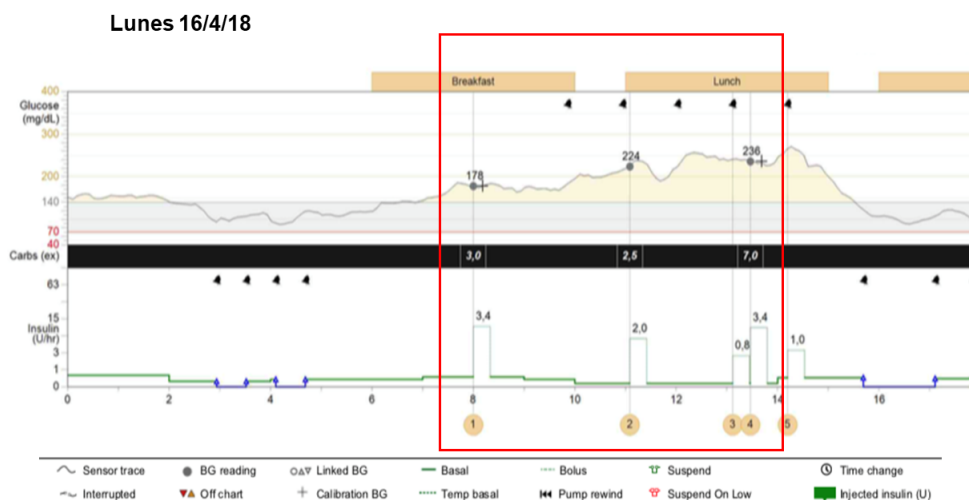 Lunes 16/4/18
Breakfast
Lunch
400
Glucose
(mg/dL)
300
236
224
178
200
140
70
40
Carbs (ex)
3,0
2,5
7,0
63
15
Insulin
(U/hr)
3,4
2,0
0,8
3,4
1,0
3
1
0
0
2
4
6
8
10
12
14
16
1
2
3
4
5
Sensor trace
BG reading
Linked BG
Basal
Bolus
Suspend
Time change
Interrupted
Off chart
Calibration BG
Temp basal
Pump rewind
Suspend On Low
Injected insulin (U)